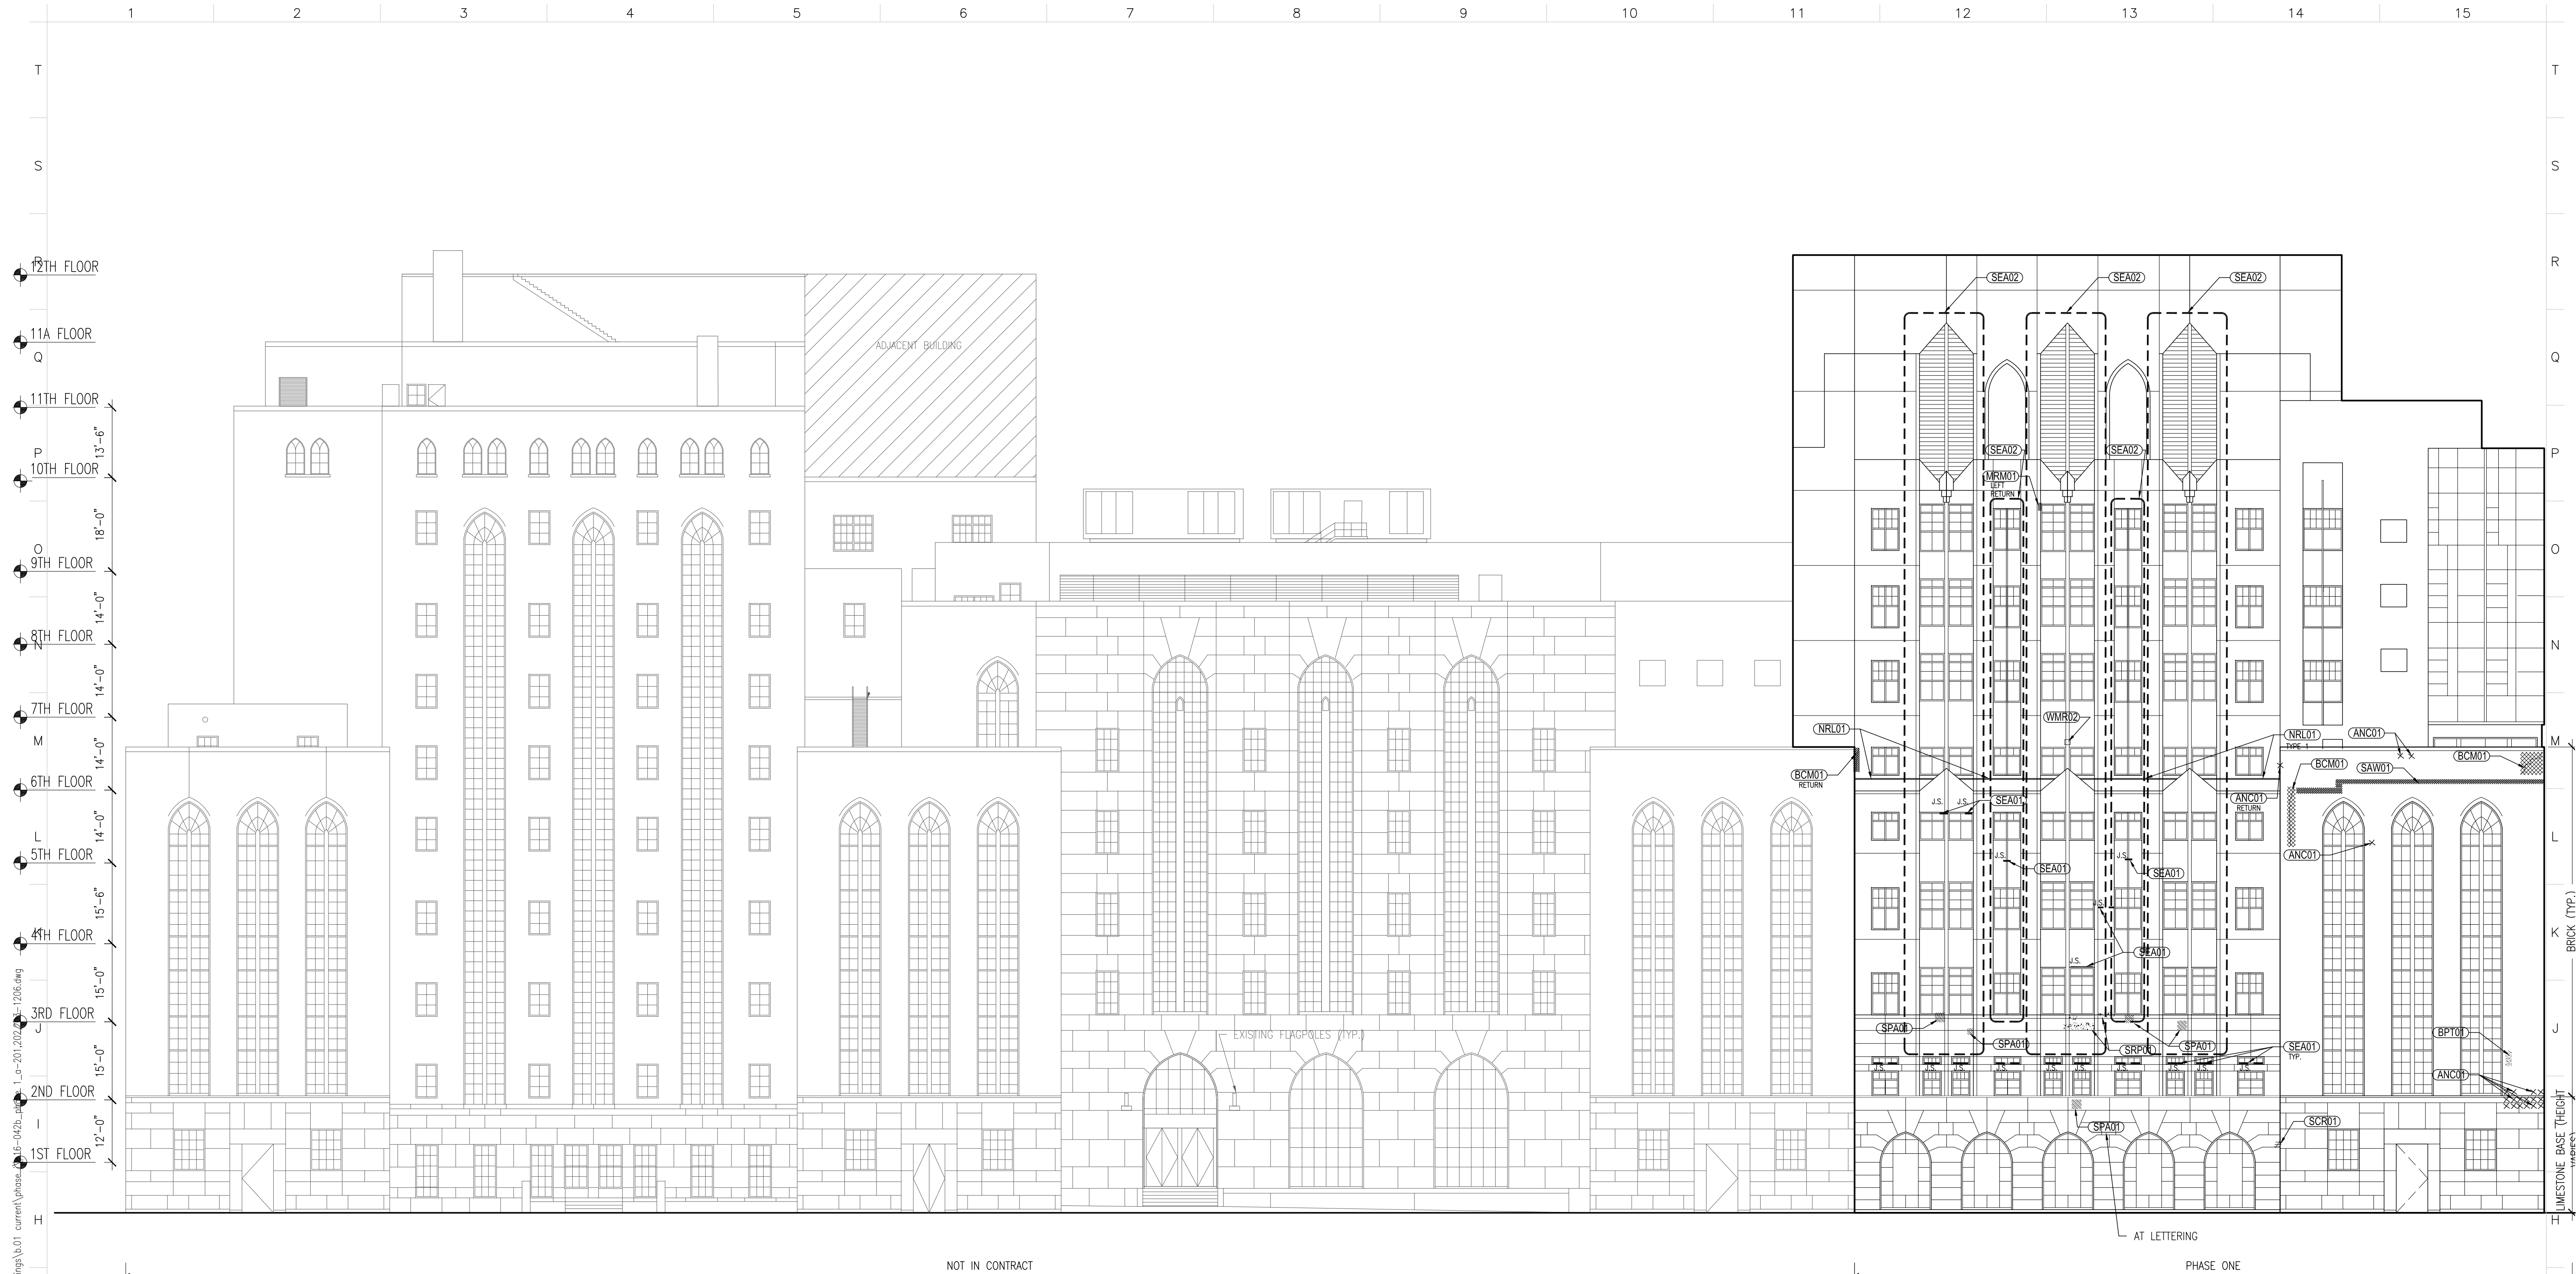 1 2 3 4 5 6 7 8 9 10 11 12 13 14 15
T T
S S
R R
12TH FLOOR
SEA02 SEA02 SEA02
11A FLOOR
Q Q
ADJACENT BUILDING
11TH FLOOR
13'-6"
P P
SEA02 SEA02
10TH FLOOR
MRM01
LEFT
RETURN
18'-0"
O O
9TH FLOOR
14'-0"
8TH FLOOR
N N
14'-0"
7TH FLOOR
WMR02
NRL01 NRL01 ANC01
TYPE 1
M M
14'-0"
BCM01
RETURN
BCM01 SAW01 BCM01
6TH FLOOR
ANC01
RETURN
J.S. J.S. SEA01
14'-0"
L L
5TH FLOOR
J.S. J.S. ANC01
SEA01 SEA01
15'-6"
J.S.
K K
4TH FLOOR
BRICK (TYP.)
SEA01
J.S.
15'-0"
3RD FLOOR
J J
SPA01
EXISTING FLAGPOLES (TYP.)
SPA01 SRP01 SPA01 SEA01
TYP.
BPT01
15'-0"
J.S. J.S. J.S. J.S. J.S. J.S. J.S. J.S. J.S. J.S.
ANC01
2ND FLOOR
I I
SPA01 SCR01
12'-0"
1ST FLOOR
LIMESTONE BASE (HEIGHT
VARIES)
H H
AT LETTERING
NOT IN CONTRACT PHASE ONE